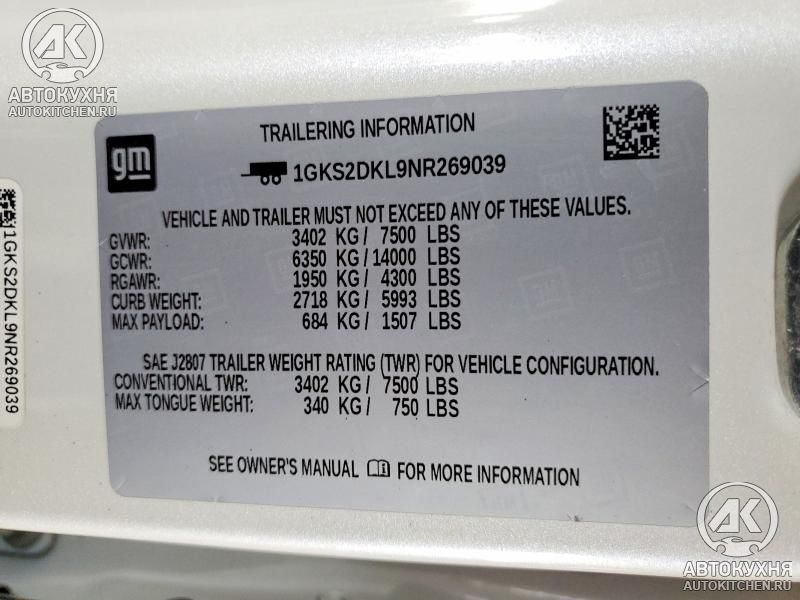 AK
АВТОКУХНЯ
AUTOKITCHEN.RU
gm
TRAILERING INFORMATION
1GKS2DKL9NR269039
VEHICLE AND TRAILER MUST NOT EXCEED ANY OF THESE VALUES.
GVWR: 3402 KG / 7500 LBS
GCWR: 6350 KG / 14000 LBS
RGAWR: 1950 KG / 4300 LBS
CURB WEIGHT: 2718 KG / 5993 LBS
MAX PAYLOAD: 684 KG / 1507 LBS
SAE J2807 TRAILER WEIGHT RATING (TWR) FOR VEHICLE CONFIGURATION.
CONVENTIONAL TWR: 3402 KG / 7500 LBS
MAX TONGUE WEIGHT: 340 KG / 750 LBS
SEE OWNER'S MANUAL FOR MORE INFORMATION
1GKS2DKL9NR269039
AK
АВТОКУХНЯ
AUTOKITCHEN.RU